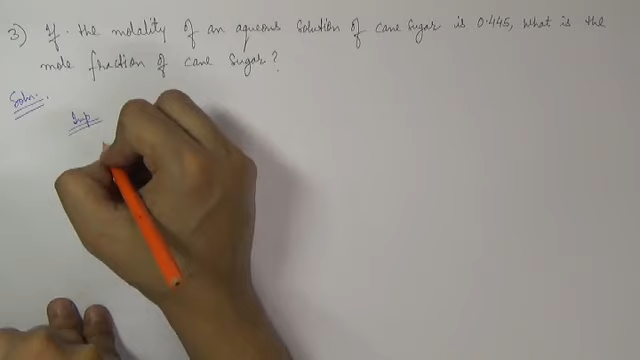 3) If the molality of an aqueous solution of cane sugar is 0.445, what is the
mole fraction of cane sugar?
Soln.
Imp.